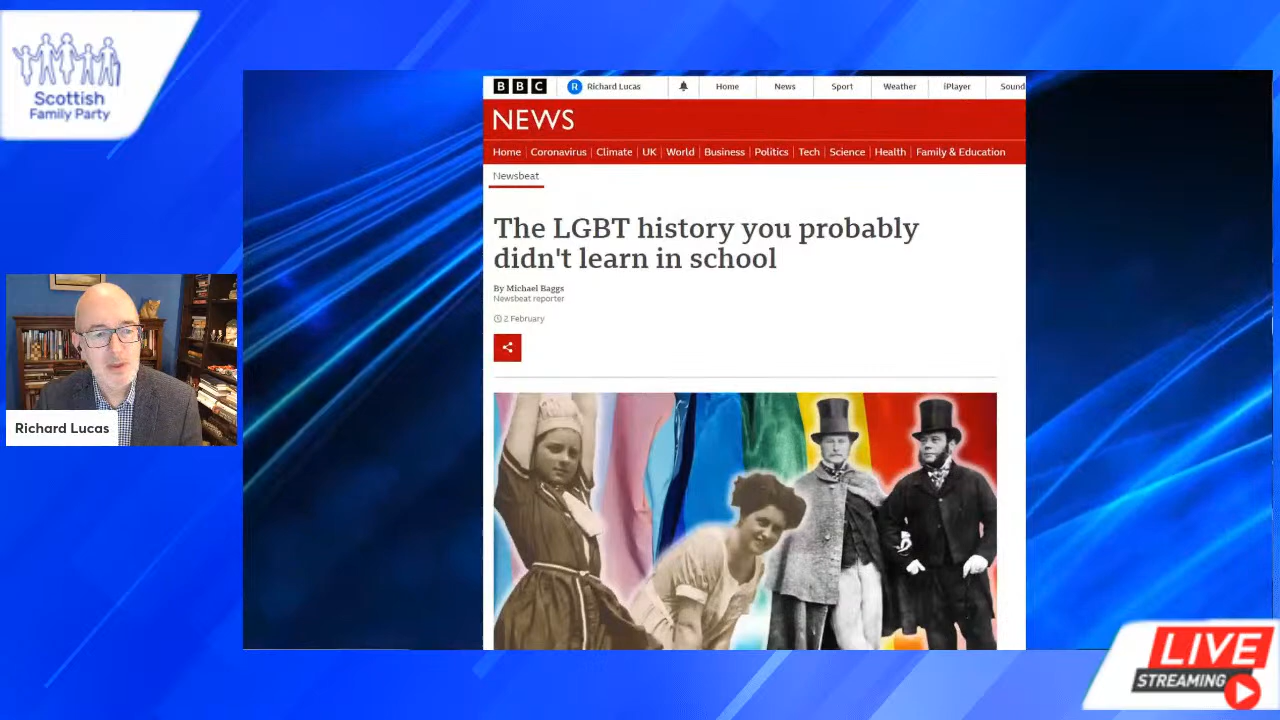 Scottish
Family Party
BBC
R Richard Lucas
Home
News
Sport
Weather
iPlayer
Sound
NEWS
Home
Coronavirus
Climate
UK
World
Business
Politics
Tech
Science
Health
Family & Education
Newsbeat
The LGBT history you probably
didn't learn in school
By Michael Baggs
Newsbeat reporter
2 February
Richard Lucas
LIVE
STREAMING